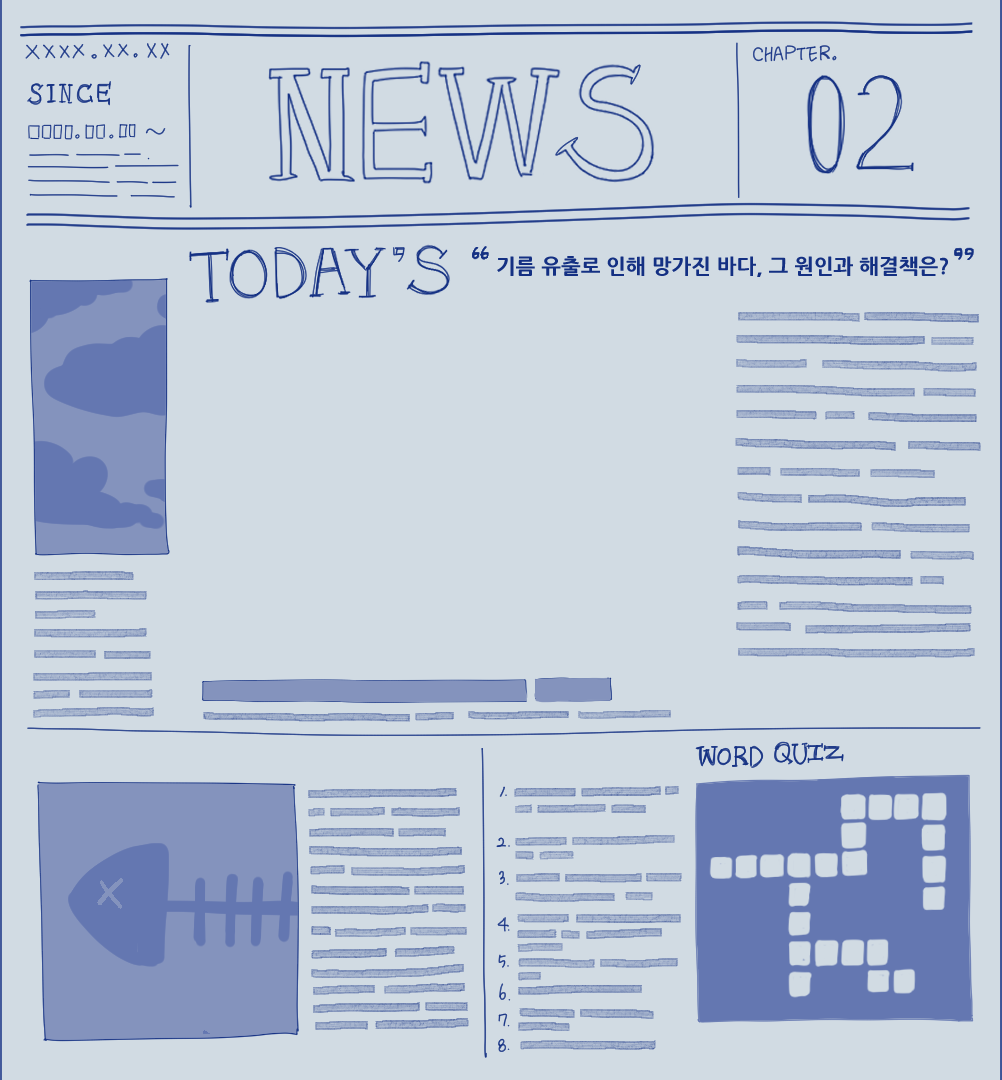 XXXX.XX.XX
SINCE
□□□□.□□.□□ ~
NEWS
CHAPTER.
02
TODAY'S
“기름 유출로 인해 망가진 바다, 그 원인과 해결책은?”
WORD QUIZ
1.
2.
3.
4.
5.
6.
7.
8.